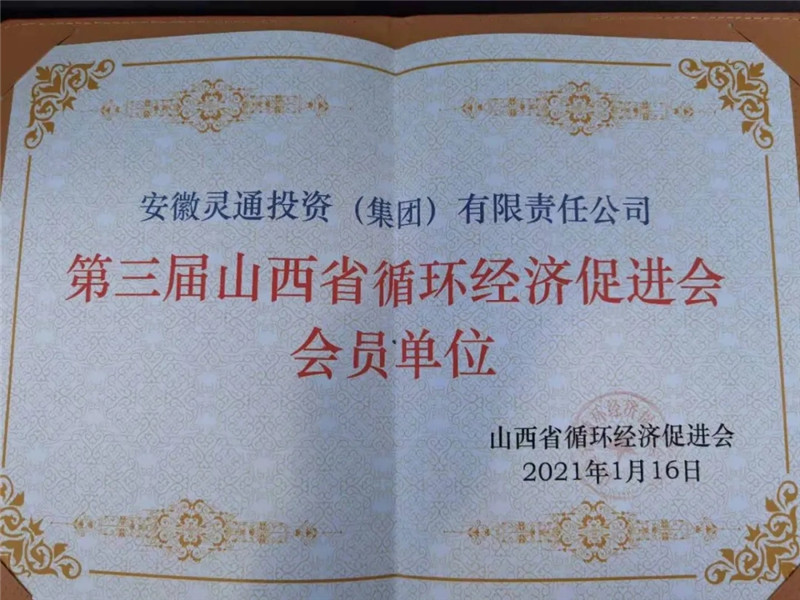 安徽灵通投资（集团）有限责任公司
第三届山西省循环经济促进会
会员单位
山西省循环经济促进会
2021年1月16日